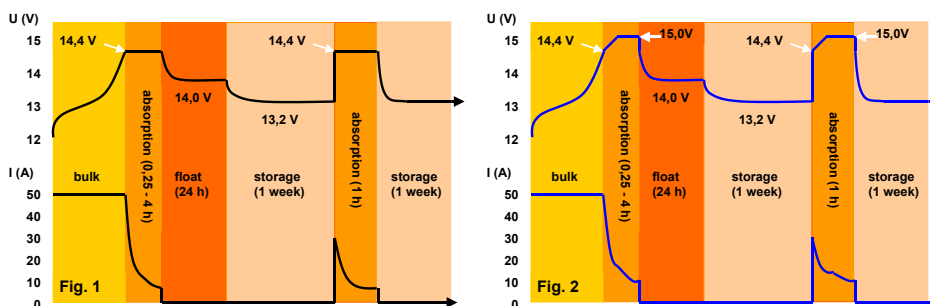 U (V)
15
14,4 V
14,4 V
14
14,0 V
13
13,2 V
12
absorption (0,25 - 4 h)
absorption (1 h)
I (A)
bulk
float
(24 h)
storage
(1 week)
storage
(1 week)
50
40
30
20
10
0
Fig. 1
U (V)
15
15,0V
15,0V
14,4 V
14,4 V
14
14,0 V
13
13,2 V
12
absorption (0,25 - 4 h)
absorption (1 h)
I (A)
bulk
float
(24 h)
storage
(1 week)
storage
(1 week)
50
40
30
20
10
0
Fig. 2